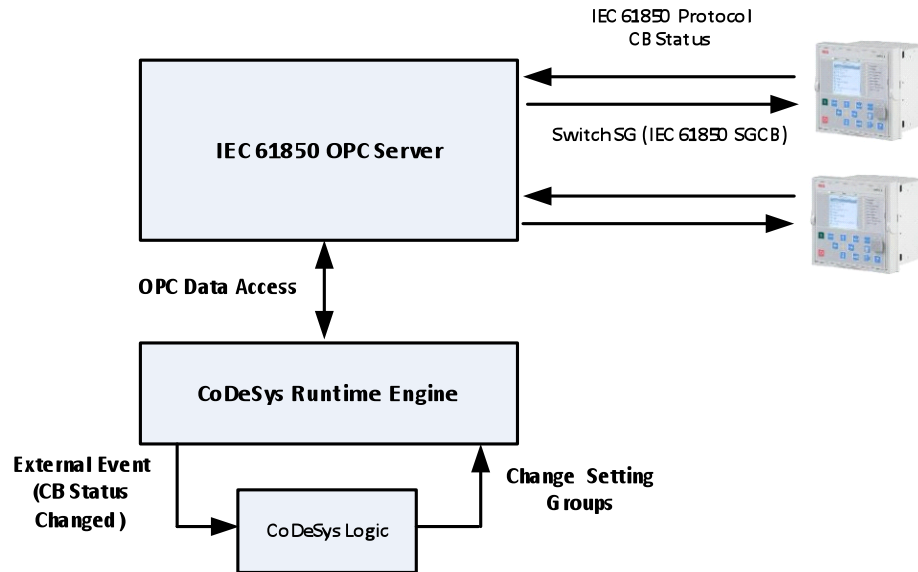 IEC 61850 Protocol
CB Status
IEC 61850 OPC Server
Switch SG (IEC 61850 SGCB)
OPC Data Access
CoDeSys Runtime Engine
External Event
(CB Status
Changed)
Change Setting
Groups
CoDeSys Logic